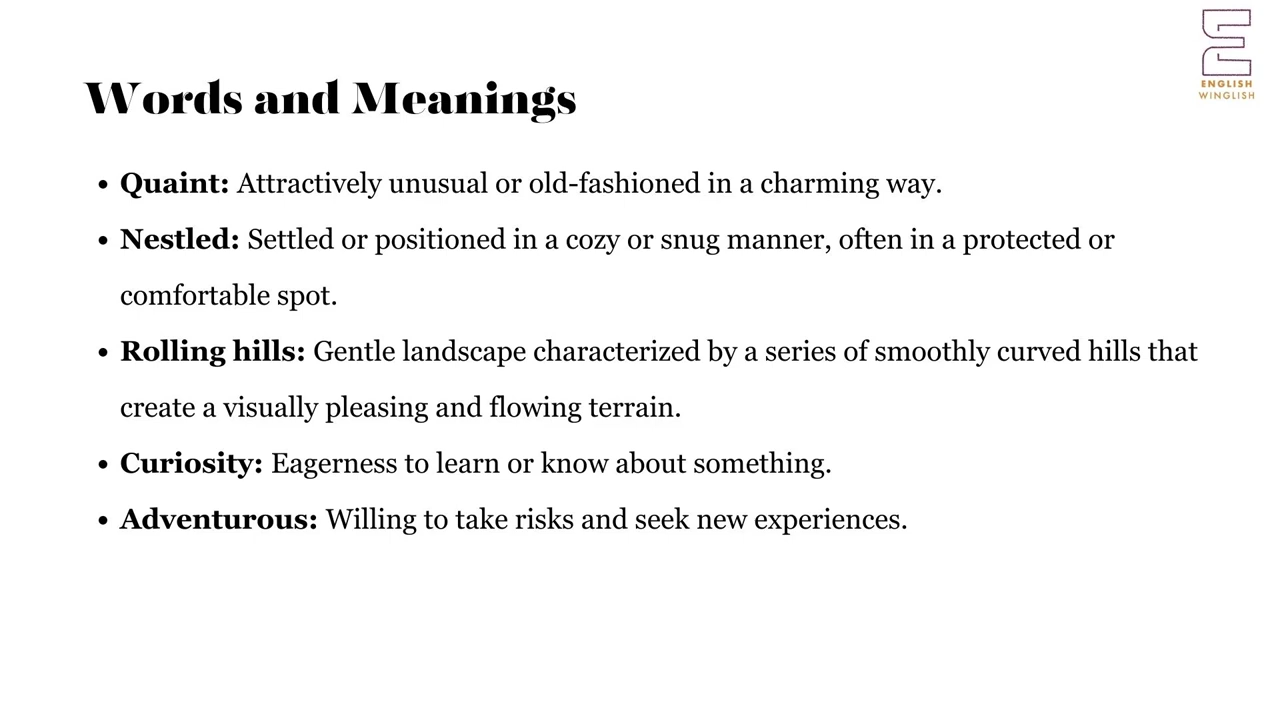 ENGLISH
WINGLISH
Words and Meanings
• Quaint: Attractively unusual or old-fashioned in a charming way.
• Nestled: Settled or positioned in a cozy or snug manner, often in a protected or
comfortable spot.
• Rolling hills: Gentle landscape characterized by a series of smoothly curved hills that
create a visually pleasing and flowing terrain.
• Curiosity: Eagerness to learn or know about something.
• Adventurous: Willing to take risks and seek new experiences.